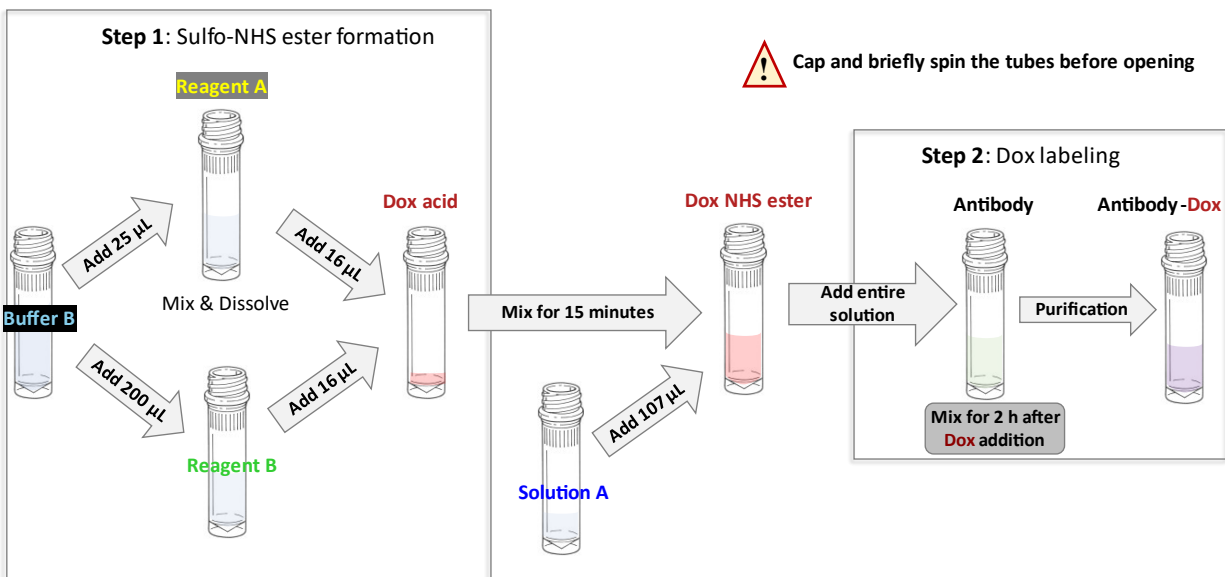 Step 1: Sulfo-NHS ester formation
Cap and briefly spin the tubes before opening
!
Reagent A
Step 2: Dox labeling
Dox acid
Dox NHS ester
Antibody
Antibody-Dox
Add 25 µL
Add 16 µL
Mix & Dissolve
Buffer B
Mix for 15 minutes
Add entire
solution
Purification
Add 200 µL
Add 16 µL
Add 107 µL
Mix for 2 h after
Dox addition
Reagent B
Solution A